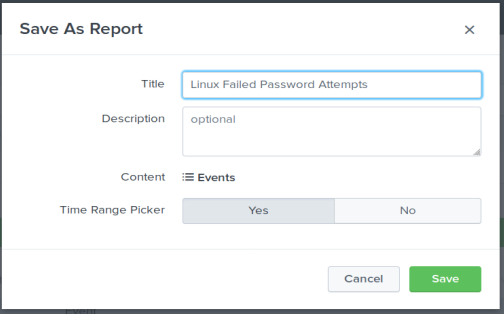 Save As Report
×
Title Linux Failed Password Attempts
Description optional
Content Events
Time Range Picker Yes No
Cancel Save
Event